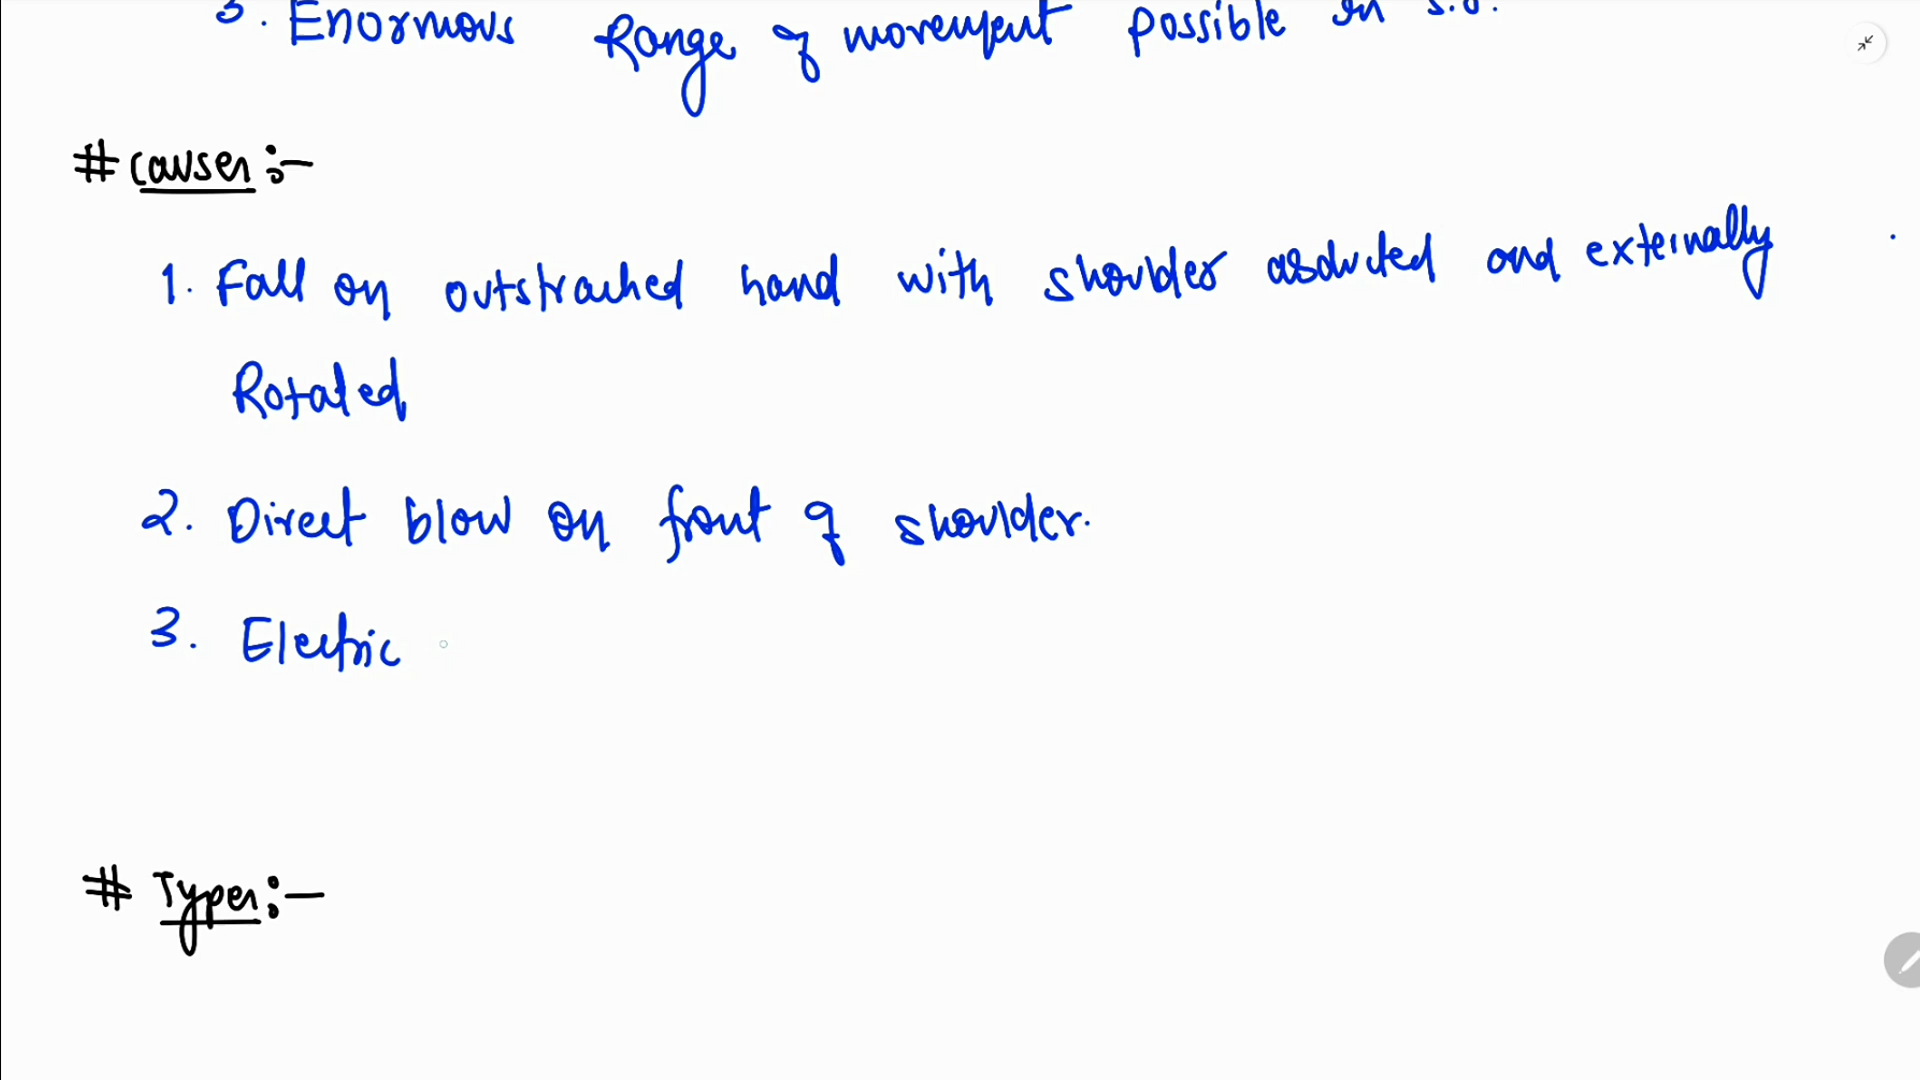 Enormous Range of movement possible in s.J.
# Causes :-
1. Fall on outstrached hand with shoulder abducted and externally
Rotated
2. Direct blow on front of shoulder.
3. Electric
# Types :-